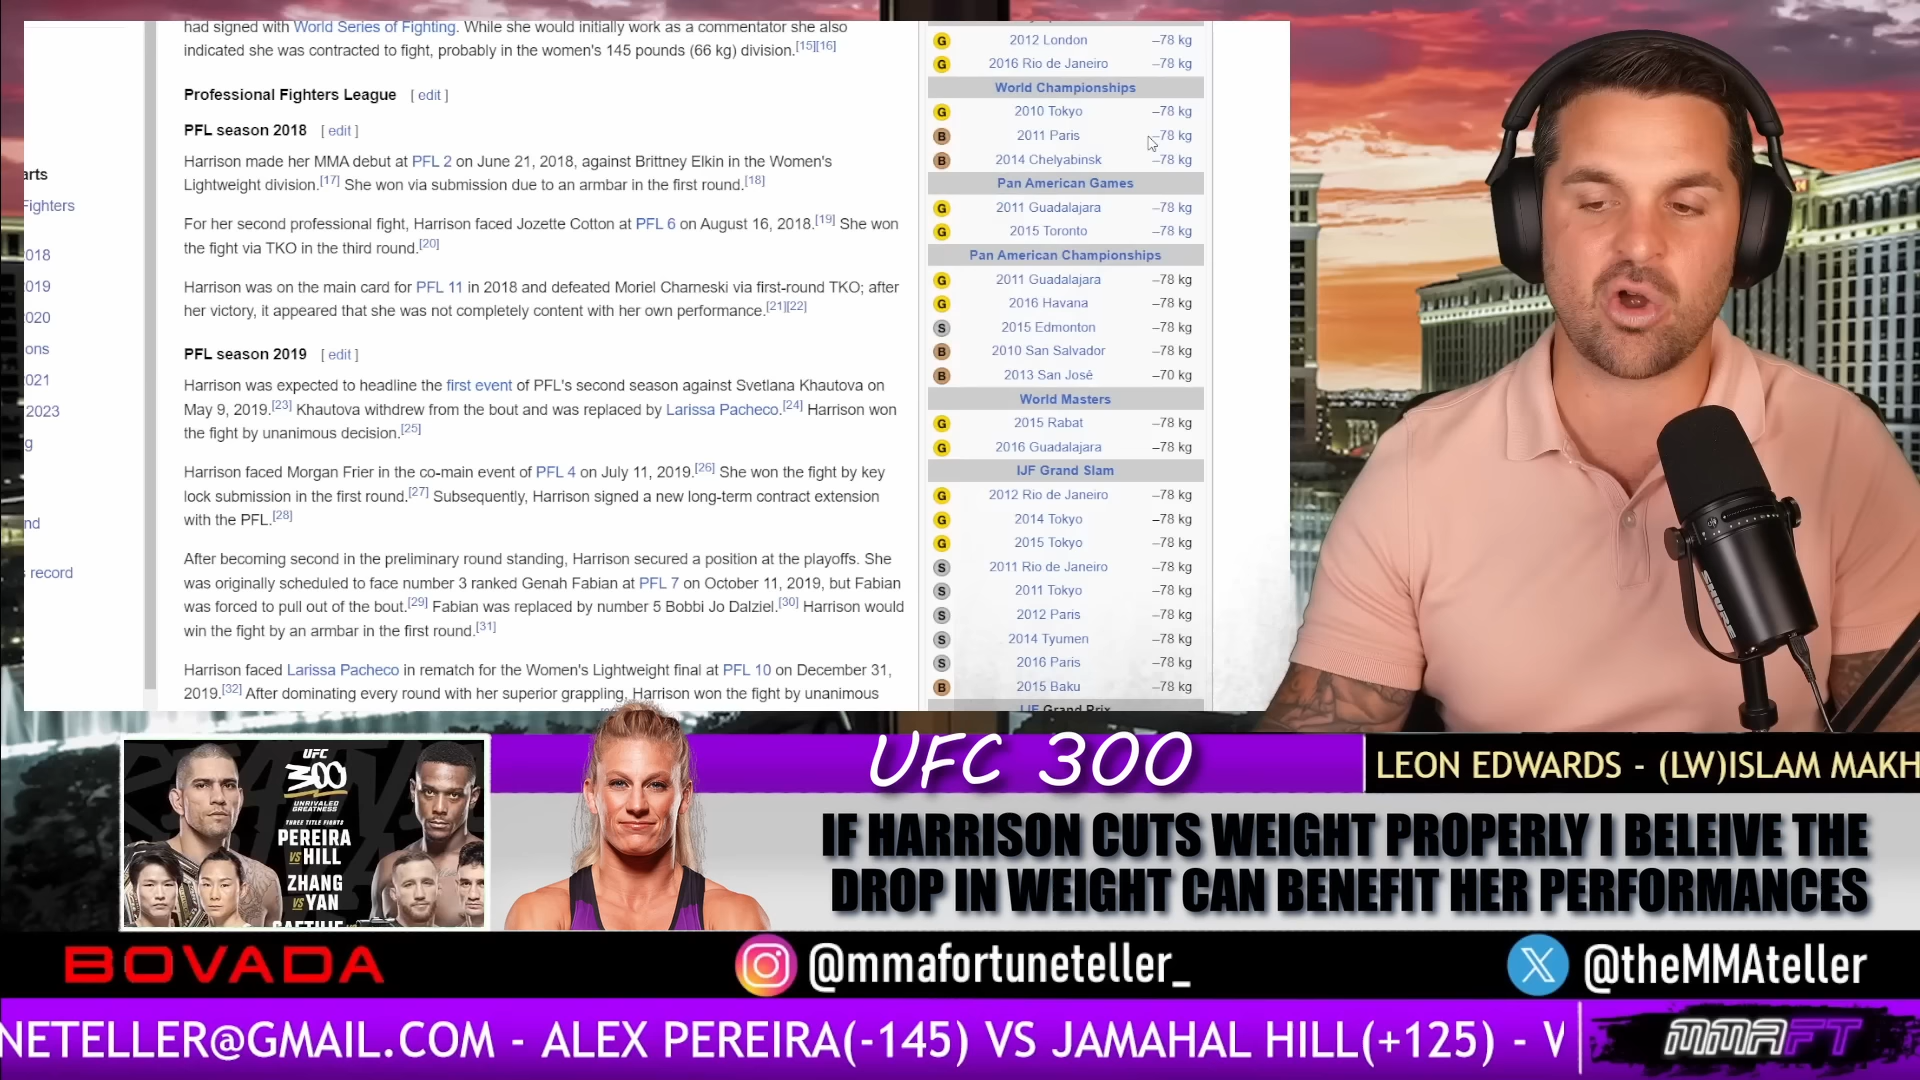 had signed with World Series of Fighting. While she would initially work as a commentator she also
indicated she was contracted to fight, probably in the women's 145 pounds (66 kg) division.[15][16]
Professional Fighters League [ edit ]
PFL season 2018 [ edit ]
Harrison made her MMA debut at PFL 2 on June 21, 2018, against Brittney Elkin in the Women's
Lightweight division.[17] She won via submission due to an armbar in the first round.[18]
For her second professional fight, Harrison faced Jozette Cotton at PFL 6 on August 16, 2018.[19] She won
the fight via TKO in the third round.[20]
Harrison was on the main card for PFL 11 in 2018 and defeated Moriel Charneski via first-round TKO; after
her victory, it appeared that she was not completely content with her own performance.[21][22]
PFL season 2019 [ edit ]
Harrison was expected to headline the first event of PFL's second season against Svetlana Khautova on
May 9, 2019.[23] Khautova withdrew from the bout and was replaced by Larissa Pacheco.[24] Harrison won
the fight by unanimous decision.[25]
Harrison faced Morgan Frier in the co-main event of PFL 4 on July 11, 2019.[26] She won the fight by key
lock submission in the first round.[27] Subsequently, Harrison signed a new long-term contract extension
with the PFL.[28]
After becoming second in the preliminary round standing, Harrison secured a position at the playoffs. She
was originally scheduled to face number 3 ranked Genah Fabian at PFL 7 on October 11, 2019, but Fabian
was forced to pull out of the bout.[29] Fabian was replaced by number 5 Bobbi Jo Dalziel.[30] Harrison would
win the fight by an armbar in the first round.[31]
Harrison faced Larissa Pacheco in rematch for the Women's Lightweight final at PFL 10 on December 31,
2019.[32] After dominating every round with her superior grappling, Harrison won the fight by unanimous
arts
Fighters
018
019
020
ons
021
2023
g
nd
record
G 2012 London –78 kg
G 2016 Rio de Janeiro –78 kg
World Championships
G 2010 Tokyo –78 kg
B 2011 Paris –78 kg
B 2014 Chelyabinsk –78 kg
Pan American Games
G 2011 Guadalajara –78 kg
G 2015 Toronto –78 kg
Pan American Championships
G 2011 Guadalajara –78 kg
G 2016 Havana –78 kg
S 2015 Edmonton –78 kg
B 2010 San Salvador –78 kg
B 2013 San José –70 kg
World Masters
G 2015 Rabat –78 kg
G 2016 Guadalajara –78 kg
IJF Grand Slam
G 2012 Rio de Janeiro –78 kg
G 2014 Tokyo –78 kg
G 2015 Tokyo –78 kg
S 2011 Rio de Janeiro –78 kg
S 2011 Tokyo –78 kg
S 2012 Paris –78 kg
S 2014 Tyumen –78 kg
S 2016 Paris –78 kg
B 2015 Baku –78 kg
IJF Grand Prix
SHURE
UFC
300
UNRIVALED
GREATNESS
THREE TITLE FIGHTS
PEREIRA
VS HILL
ZHANG
VS YAN
UFC 300
LEON EDWARDS - (LW)ISLAM MAKH
IF HARRISON CUTS WEIGHT PROPERLY I BELEIVE THE
DROP IN WEIGHT CAN BENEFIT HER PERFORMANCES
BOVADA
@mmafortuneteller_
@theMMAteller
NETELLER@GMAIL.COM - ALEX PEREIRA(-145) VS JAMAHAL HILL(+125) - V
MMAFT